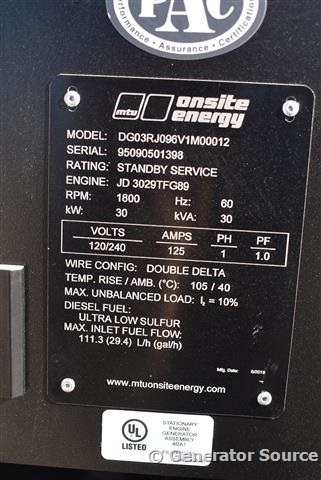 PAC
Performance - Assurance - Certification
mtu onsite energy
MODEL: DG03RJ096V1M00012
SERIAL: 95090501398
RATING: STANDBY SERVICE
ENGINE: JD 3029TFG89
RPM: 1800 Hz: 60
kW: 30 kVA: 30
VOLTS AMPS PH PF
120/240 125 1 1.0
WIRE CONFIG: DOUBLE DELTA
TEMP. RISE / AMB. (°C): 105 / 40
MAX. UNBALANCED LOAD: I₂ = 10%
DIESEL FUEL:
ULTRA LOW SULFUR
MAX. INLET FUEL FLOW:
111.3 (29.4) L/h (gal/h)
Mfg. Date:
www.mtuonsiteenergy.com
UL LISTED
STATIONARY
ENGINE
GENERATOR
ASSEMBLY
4DA1
© Generator Source